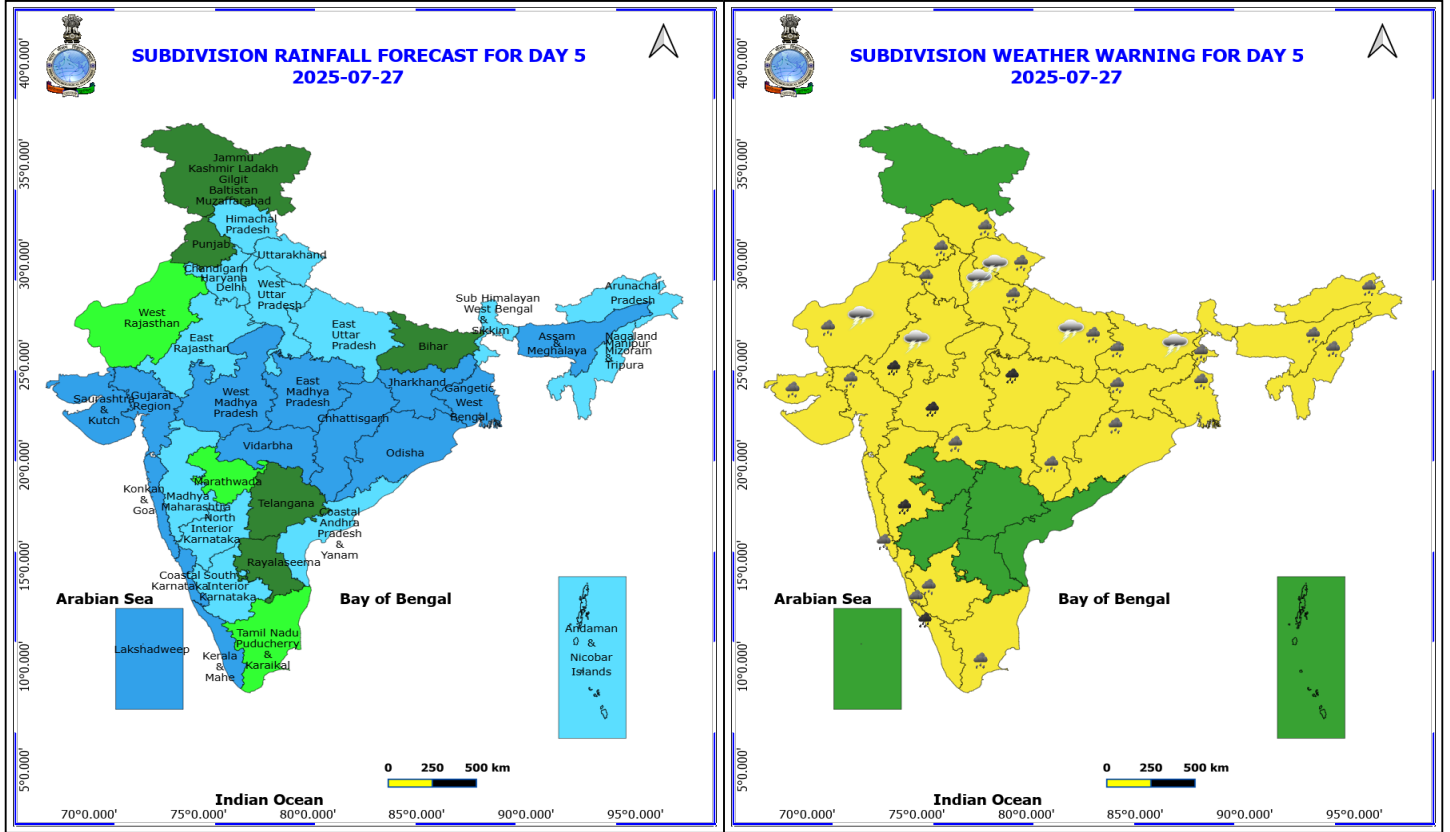 SUBDIVISION RAINFALL FORECAST FOR DAY 5
2025-07-27
40°0.000'
35°0.000'
30°0.000'
25°0.000'
20°0.000'
15°0.000'
10°0.000'
5°0.000'
Jammu
Kashmir Ladakh
Gilgit
Baltistan
Muzaffarabad
Himachal
Pradesh
Punjab
Uttarakhand
Chandigarh
Haryana
Delhi
West
Uttar
Pradesh
West
Rajasthan
East
Rajasthan
East
Uttar
Pradesh
Bihar
Sub Himalayan
West Bengal
&
Sikkim
Arunachal
Pradesh
Assam
&
Meghalaya
Nagaland
Manipur
Mizoram
&
Tripura
Saurashtra
&
Kutch
Gujarat
Region
West
Madhya
Pradesh
East
Madhya
Pradesh
Jharkhand
Gangetic
West
Bengal
Chhattisgarh
Vidarbha
Odisha
Konkan
&
Goa
Madhya
Maharashtra
Marathwada
Telangana
North
Interior
Karnataka
Coastal
Andhra
Pradesh
&
Yanam
Rayalaseema
Coastal
Karnataka
South
Interior
Karnataka
Arabian Sea
Bay of Bengal
Lakshadweep
Kerala
&
Mahe
Tamil Nadu
Puducherry
&
Karaikal
Andaman
&
Nicobar
Islands
0 250 500 km
Indian Ocean
70°0.000' 75°0.000' 80°0.000' 85°0.000' 90°0.000' 95°0.000'
SUBDIVISION WEATHER WARNING FOR DAY 5
2025-07-27
40°0.000'
35°0.000'
30°0.000'
25°0.000'
20°0.000'
15°0.000'
10°0.000'
5°0.000'
Arabian Sea
Bay of Bengal
0 250 500 km
Indian Ocean
70°0.000' 75°0.000' 80°0.000' 85°0.000' 90°0.000' 95°0.000'